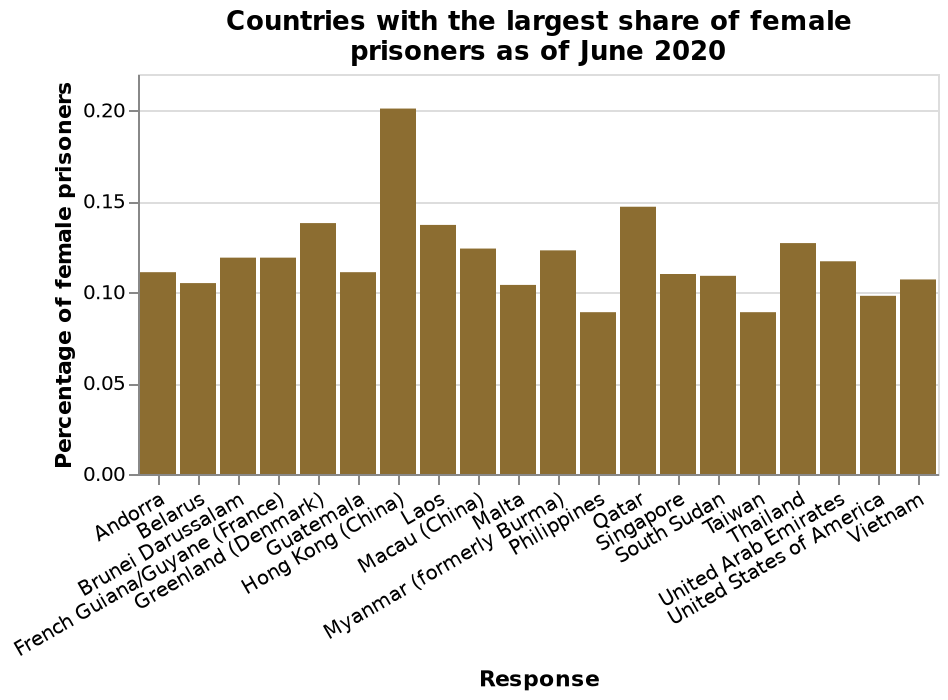 Countries with the largest share of female
prisoners as of June 2020
Percentage of female prisoners
0.20
0.15
0.10
0.05
0.00
Andorra
Belarus
Brunei Darussalam
French Guiana/Guyane (France)
Greenland (Denmark)
Guatemala
Hong Kong (China)
Laos
Macau (China)
Malta
Myanmar (formerly Burma)
Philippines
Qatar
Singapore
South Sudan
Taiwan
Thailand
United Arab Emirates
United States of America
Vietnam
Response